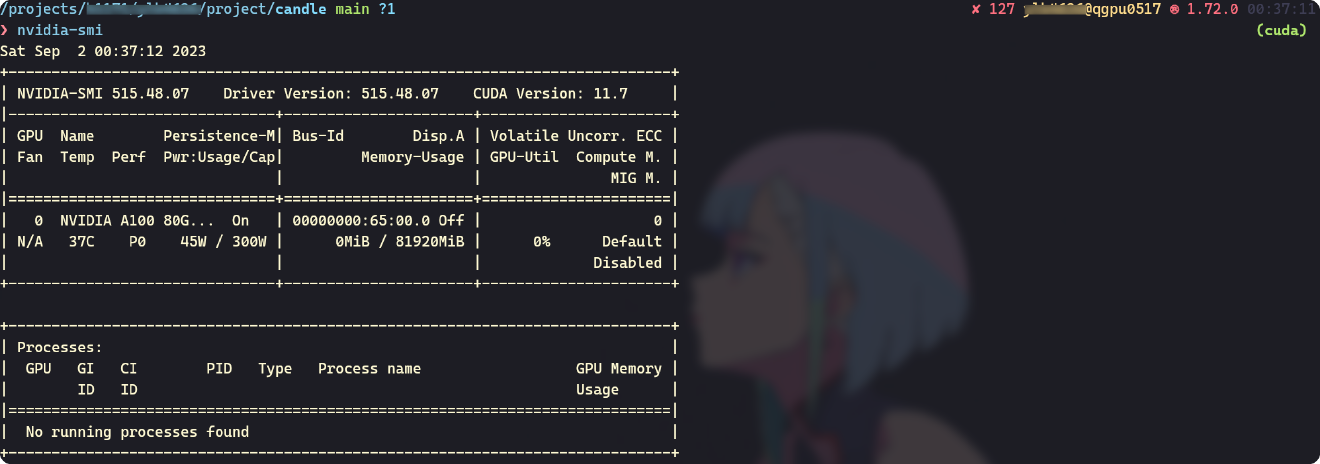 /projects/ /project/candle main ?1 ✘ 127 @qgpu0517 1.72.0 00:37:11
❯ nvidia-smi (cuda)
Sat Sep  2 00:37:12 2023
+-----------------------------------------------------------------------------+
| NVIDIA-SMI 515.48.07    Driver Version: 515.48.07    CUDA Version: 11.7     |
|-------------------------------+----------------------+----------------------+
| GPU  Name        Persistence-M| Bus-Id        Disp.A | Volatile Uncorr. ECC |
| Fan  Temp  Perf  Pwr:Usage/Cap|         Memory-Usage | GPU-Util  Compute M. |
|                               |                      |               MIG M. |
|===============================+======================+======================|
|   0  NVIDIA A100 80G...  On   | 00000000:65:00.0 Off |                    0 |
| N/A   37C    P0    45W / 300W |      0MiB / 81920MiB |      0%      Default |
|                               |                      |             Disabled |
+-------------------------------+----------------------+----------------------+
+-----------------------------------------------------------------------------+
| Processes:                                                                  |
|  GPU   GI   CI        PID   Type   Process name                  GPU Memory |
|        ID   ID                                                   Usage      |
|=============================================================================|
|  No running processes found                                                 |
+-----------------------------------------------------------------------------+